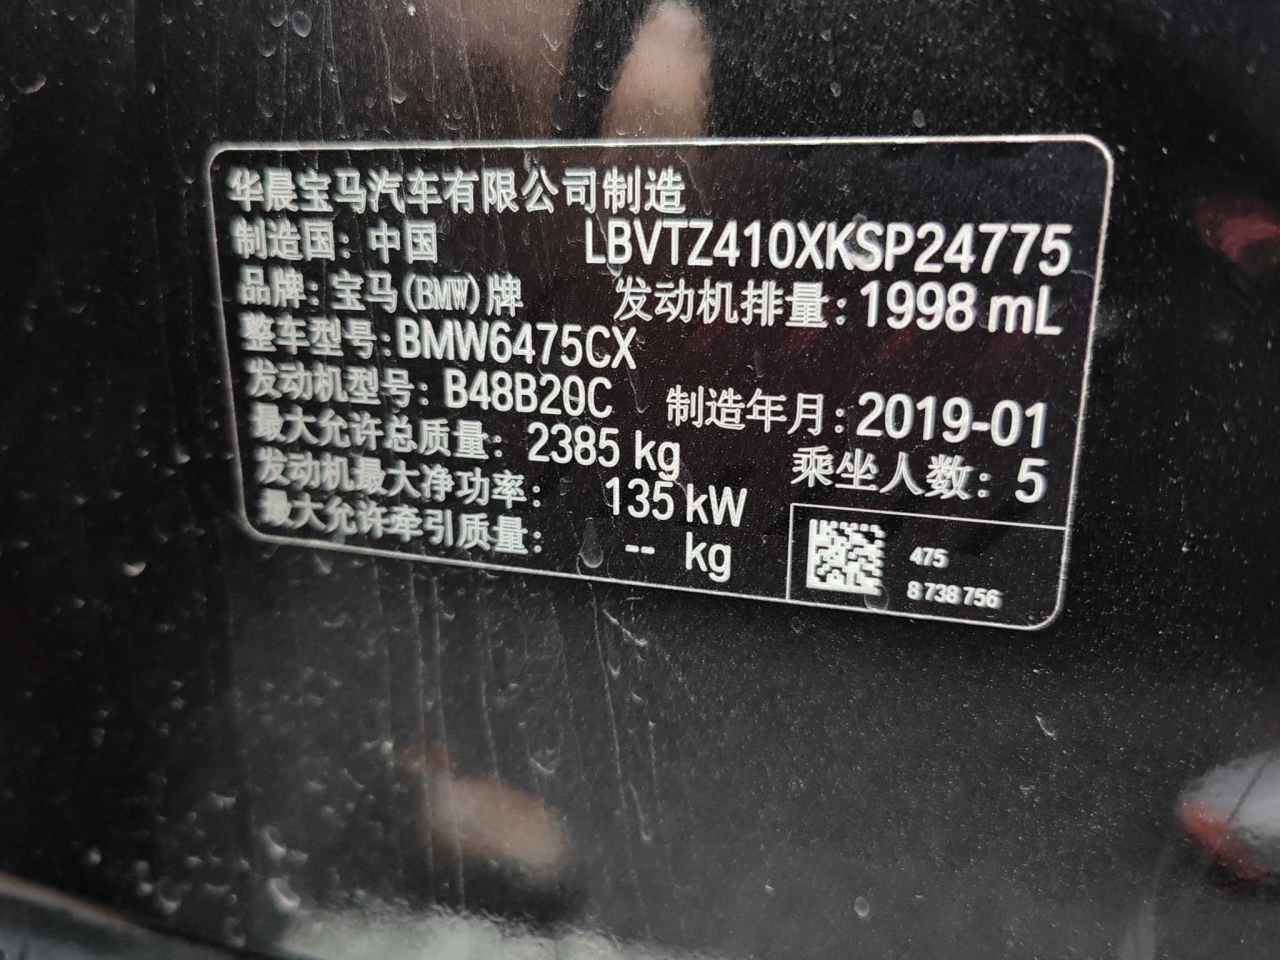 华晨宝马汽车有限公司制造
制造国：中国 LBVTZ410XKSP24775
品牌：宝马(BMW)牌 发动机排量：1998 mL
整车型号：BMW6475CX
发动机型号：B48B20C 制造年月：2019-01
最大允许总质量：2385 kg 乘坐人数：5
发动机最大净功率：135 kW
最大允许牵引质量：-- kg
475
8 738 756